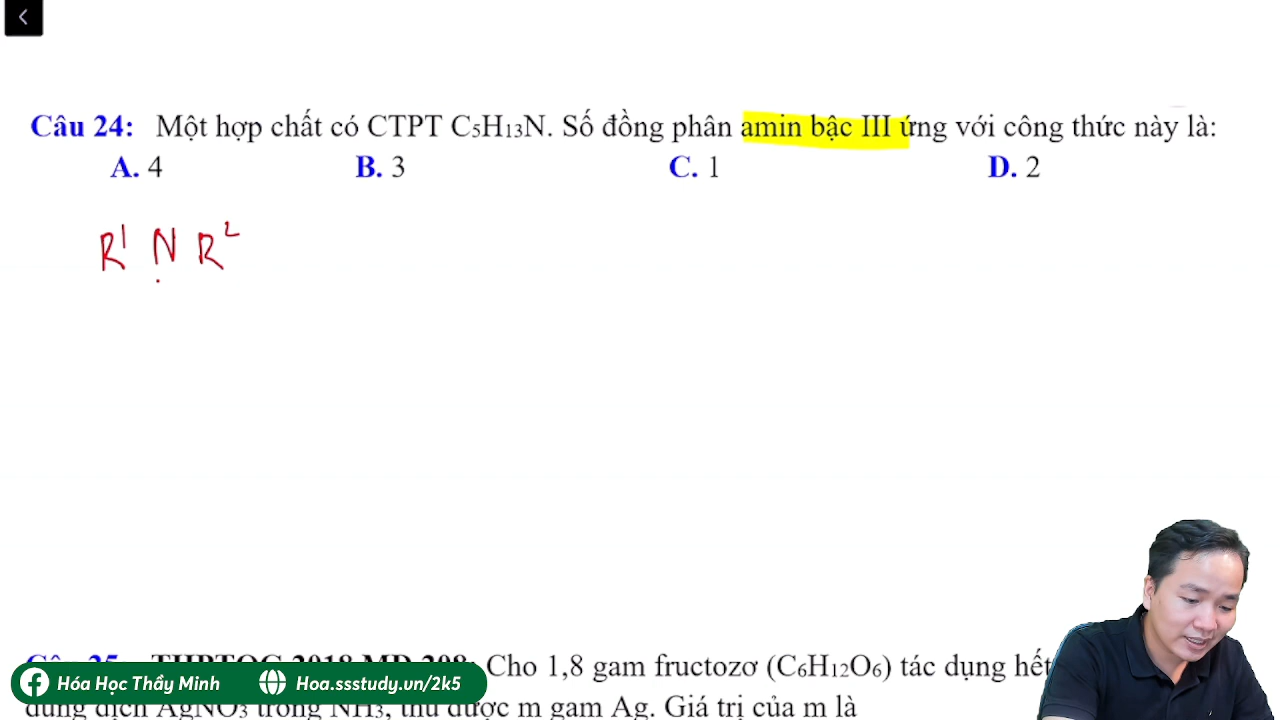 Câu 24: Một hợp chất có CTPT C₅H₁₃N. Số đồng phân amin bậc III ứng với công thức này là:
A. 4 B. 3 C. 1 D. 2
R¹ N R²
Cho 1,8 gam fructozơ (C₆H₁₂O₆) tác dụng hết
dung dịch AgNO₃ trong NH₃, thu được m gam Ag. Giá trị của m là
Hóa Học Thầy Minh Hoa.ssstudy.vn/2k5